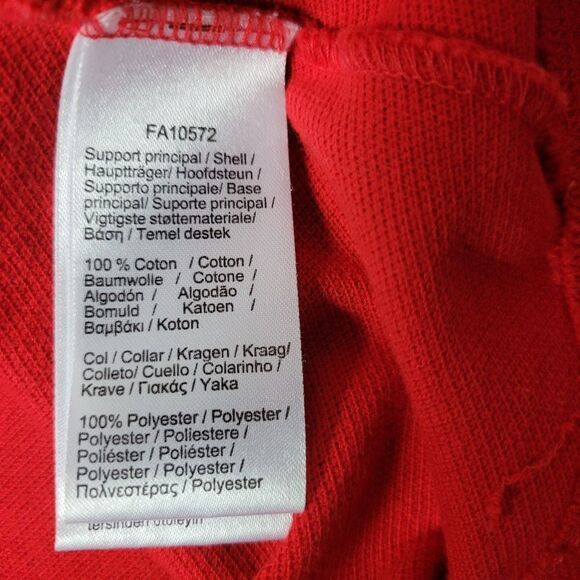 FA10572
Support principal / Shell /
Hauptträger/ Hoofdsteun /
Supporto principale/ Base
principal/ Suporte principal /
Vigtigste støttemateriale/
Βάση / Temel destek
100 % Coton / Cotton /
Baumwolle / Cotone /
Algodón / Algodão /
Bomuld / Katoen /
Βαμβάκι / Koton
Col / Collar / Kragen / Kraag/
Colleto/ Cuello / Colarinho /
Krave / Γιακάς / Yaka
100% Polyester / Polyester /
Polyester / Poliestere /
Poliéster / Poliéster /
Polyester / Polyester /
Πολυεστέρας / Polyester
tersinden ütüleyin